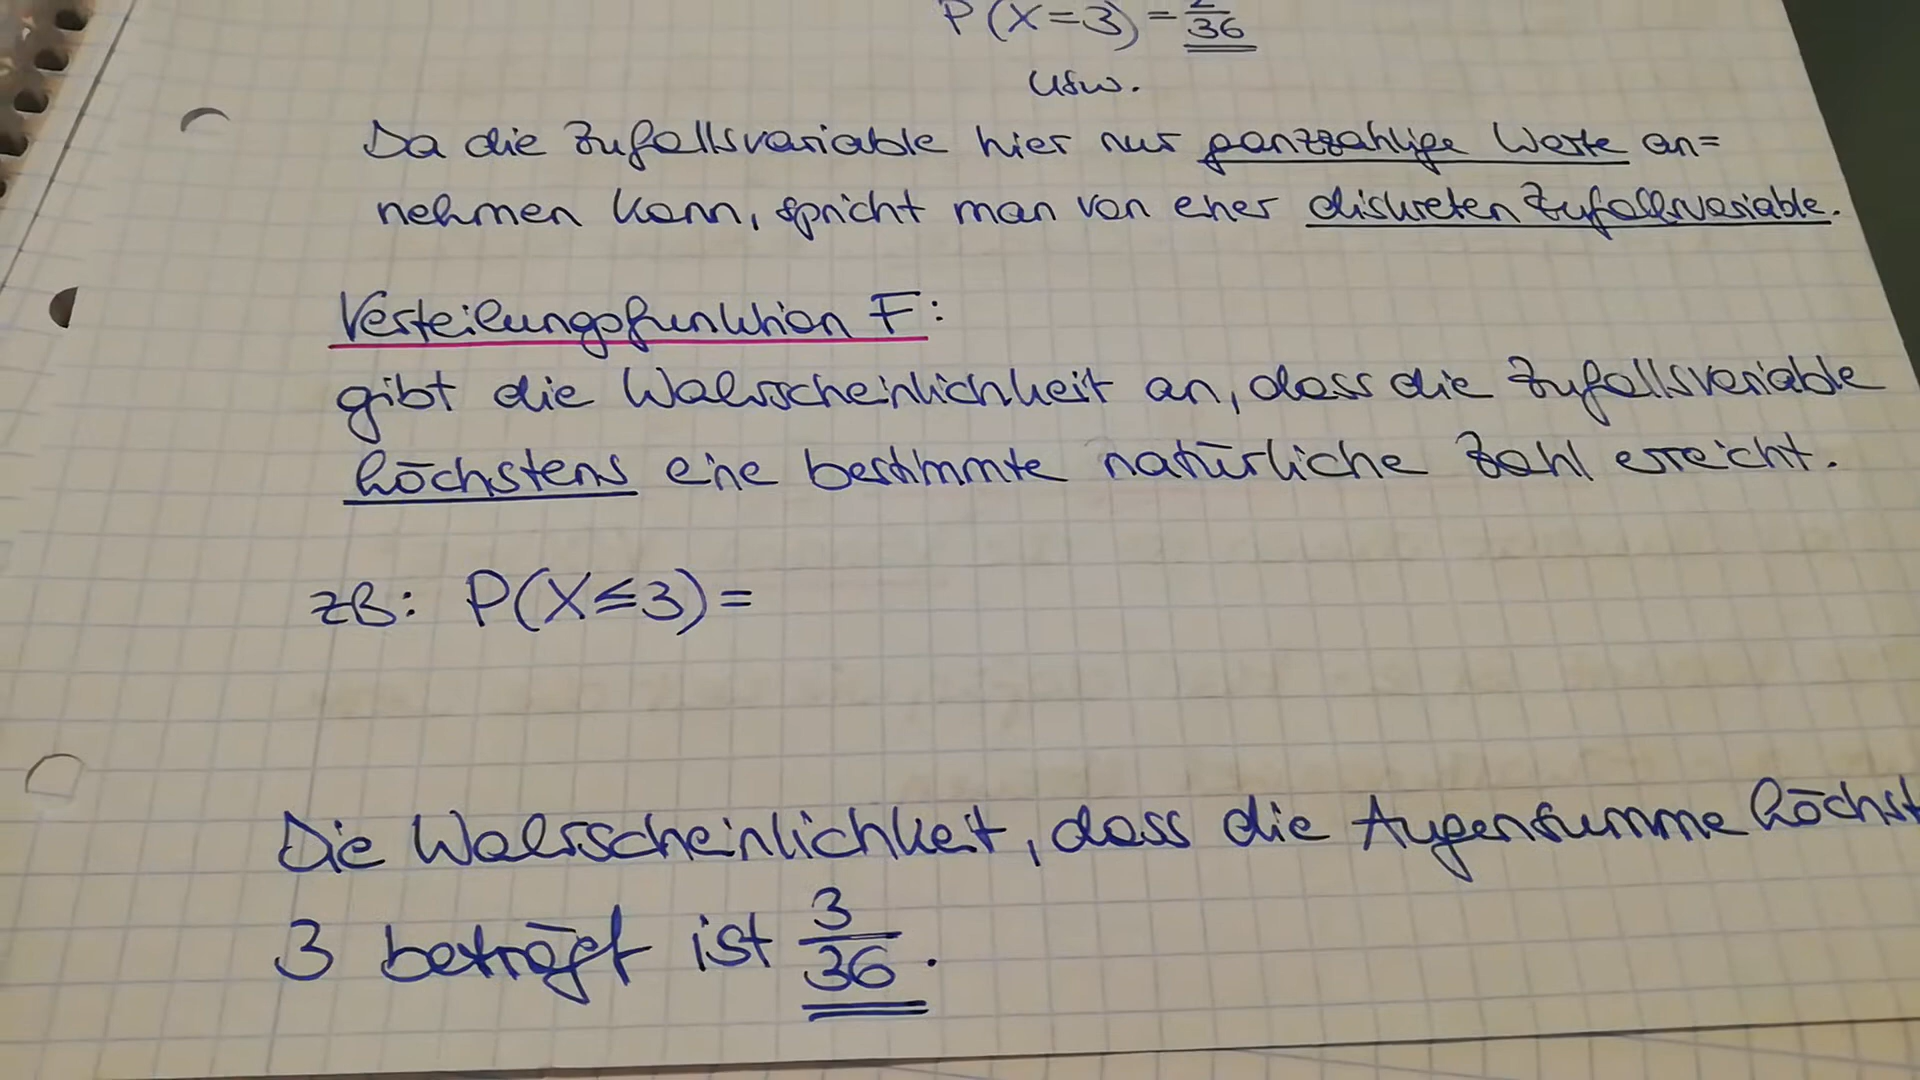 P(X=3) = 2/36
usw.
Da die Zufallsvariable hier nur ganzzahlige Werte an=
nehmen kann, spricht man von einer diskreten Zufallsvariable.
Verteilungsfunktion F:
gibt die Wahrscheinlichkeit an, dass die Zufallsvariable
höchstens eine bestimmte natürliche Zahl erreicht.
zB: P(X≤3)=
Die Wahrscheinlichkeit, dass die Augensumme höchst
3 beträgt ist 3/36.